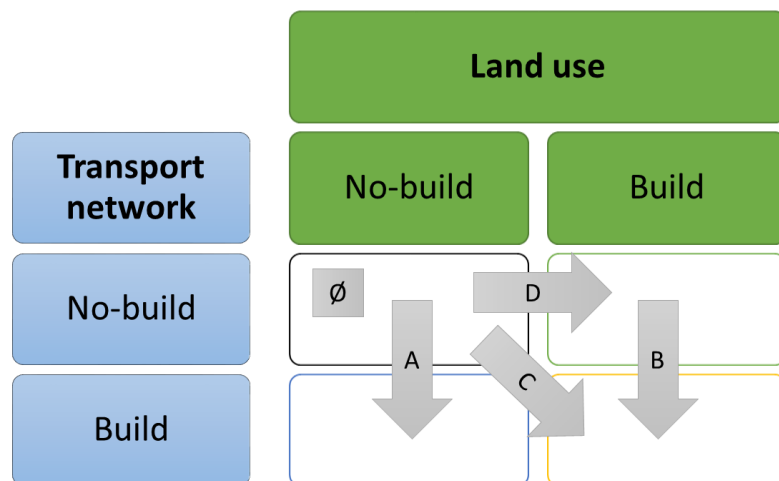 Land use
Transport
network
No-build
Build
No-build
Ø
D
A
C
B
Build